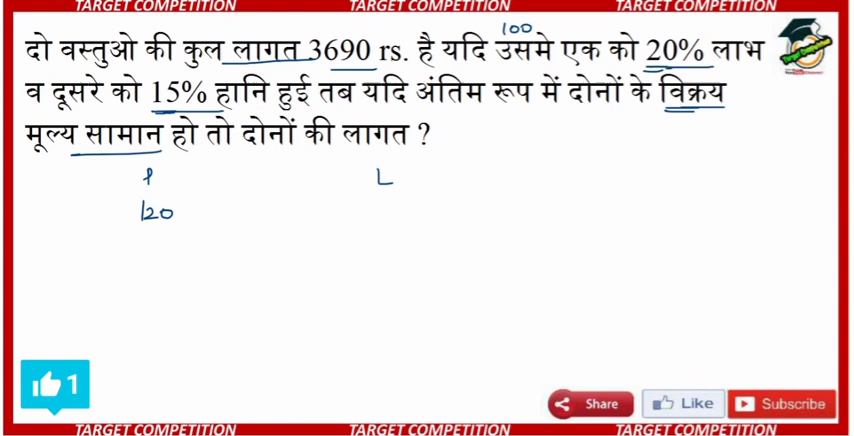 TARGET COMPETITION TARGET COMPETITION TARGET COMPETITION
100
दो वस्तुओ की कुल लागत 3690 rs. है यदि उसमे एक को 20% लाभ
व दूसरे को 15% हानि हुई तब यदि अंतिम रूप में दोनों के विक्रय
मूल्य सामान हो तो दोनों की लागत ?
P L
120
1
Share Like Subscribe
TARGET COMPETITION TARGET COMPETITION TARGET COMPETITION